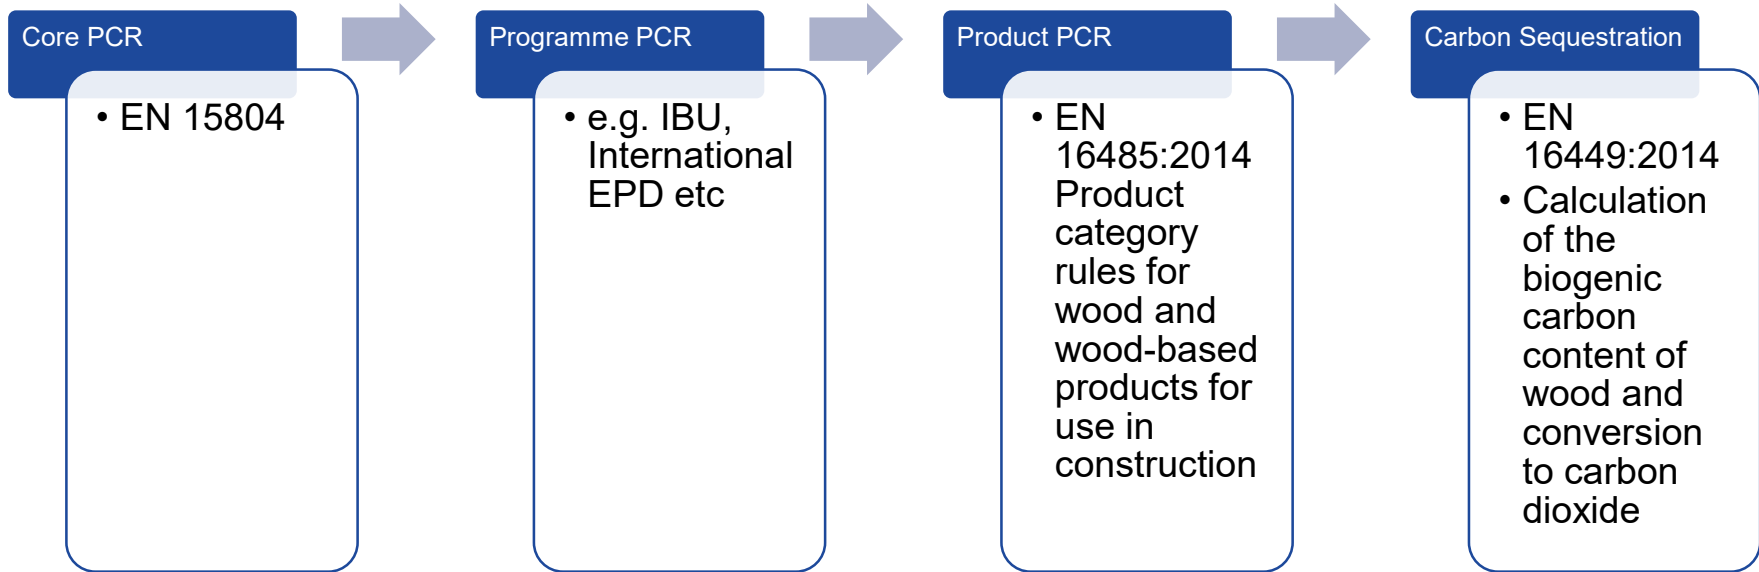 Core PCR
• EN 15804
Programme PCR
• e.g. IBU,
International
EPD etc
Product PCR
• EN
16485:2014
Product
category
rules for
wood and
wood-based
products for
use in
construction
Carbon Sequestration
• EN
16449:2014
• Calculation
of the
biogenic
carbon
content of
wood and
conversion
to carbon
dioxide